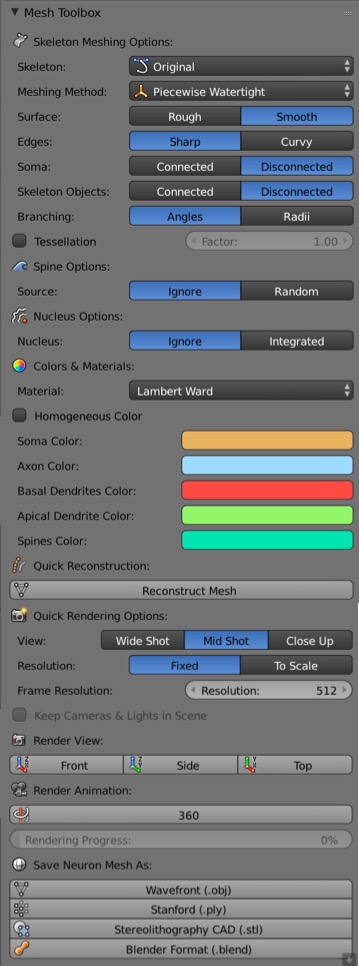 Mesh Toolbox
Skeleton Meshing Options:
Skeleton: Original
Meshing Method: Piecewise Watertight
Surface: Rough Smooth
Edges: Sharp Curvy
Soma: Connected Disconnected
Skeleton Objects: Connected Disconnected
Branching: Angles Radii
Tessellation Factor: 1.00
Spine Options:
Source: Ignore Random
Nucleus Options:
Nucleus: Ignore Integrated
Colors & Materials:
Material: Lambert Ward
Homogeneous Color
Soma Color:
Axon Color:
Basal Dendrites Color:
Apical Dendrite Color:
Spines Color:
Quick Reconstruction:
Reconstruct Mesh
Quick Rendering Options:
View: Wide Shot Mid Shot Close Up
Resolution: Fixed To Scale
Frame Resolution: Resolution: 512
Keep Cameras & Lights in Scene
Render View:
Front Side Top
Render Animation:
360
Rendering Progress: 0%
Save Neuron Mesh As:
Wavefront (.obj)
Stanford (.ply)
Stereolithography CAD (.stl)
Blender Format (.blend)